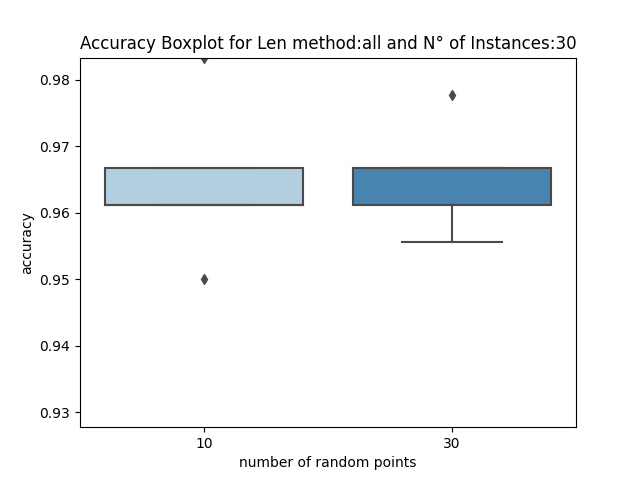 Accuracy Boxplot for Len method:all and N° of Instances:30
0.98
0.97
0.96
0.95
0.94
0.93
accuracy
10 30
number of random points